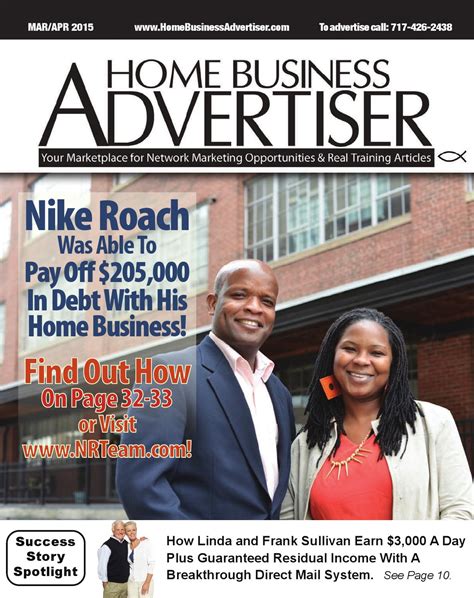 MAR/APR 2015 www.HomeBusinessAdvertiser.com To advertise call: 717-426-2438
HOME BUSINESS
ADVERTISER
Your Marketplace for Network Marketing Opportunities & Real Training Articles
Nike Roach
Was Able To
Pay Off $205,000
In Debt With His
Home Business!
Find Out How
On Page 32-33
or Visit
www.NRTeam.com!
Success
Story
Spotlight
How Linda and Frank Sullivan Earn $3,000 A Day
Plus Guaranteed Residual Income With A
Breakthrough Direct Mail System. See Page 10.